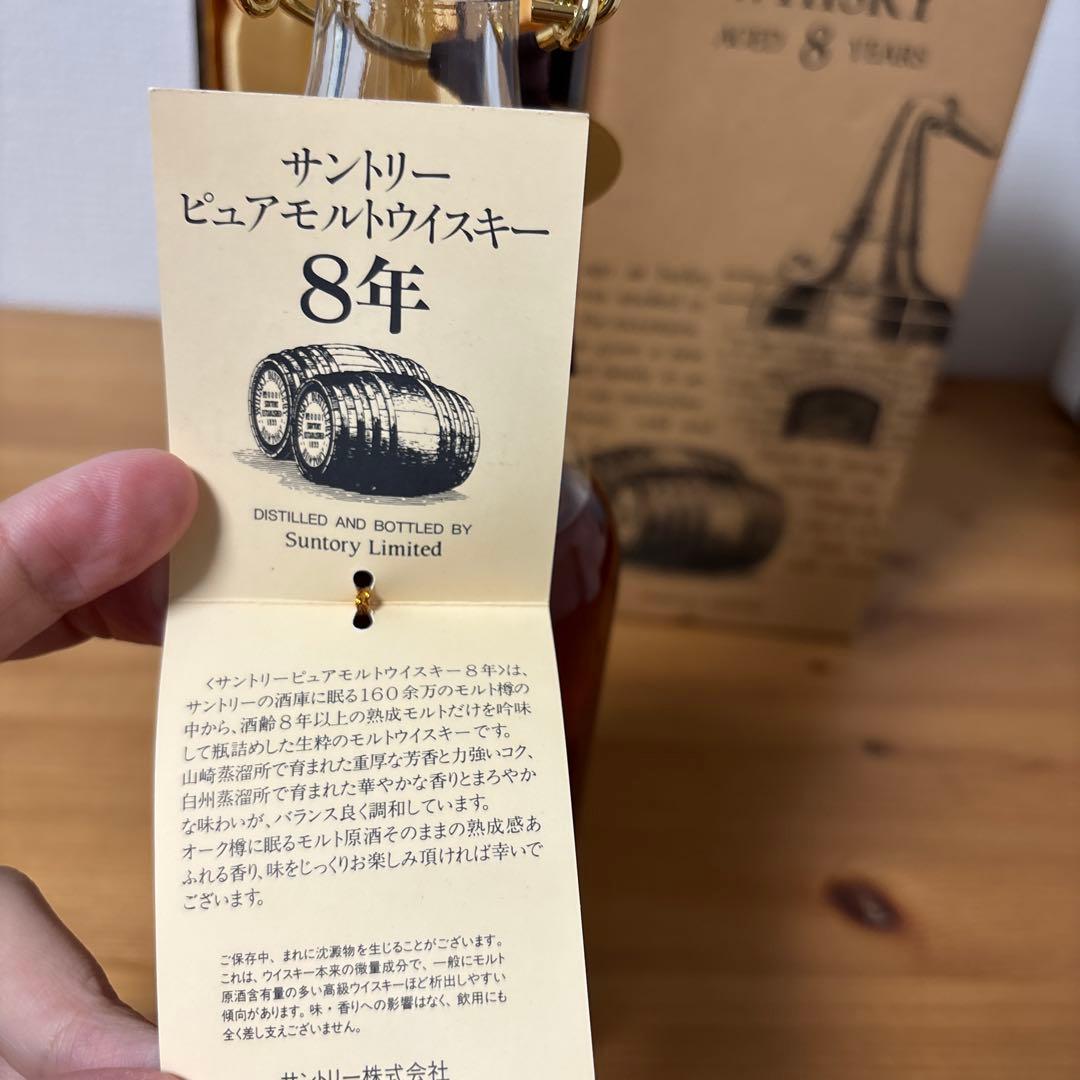 WHISKY
AGED 8 YEARS
サントリー
ピュアモルトウイスキー
8年
DISTILLED AND BOTTLED BY
Suntory Limited
〈サントリーピュアモルトウイスキー8年〉は、
サントリーの酒庫に眠る160余万のモルト樽の
中から、酒齢8年以上の熟成モルトだけを吟味
して瓶詰めした生粋のモルトウイスキーです。
山崎蒸溜所で育まれた重厚な芳香と力強いコク、
白州蒸溜所で育まれた華やかな香りとまろやか
な味わいが、バランス良く調和しています。
オーク樽に眠るモルト原酒そのままの熟成感あ
ふれる香り、味をじっくりお楽しみ頂ければ幸いで
ございます。
ご保存中、まれに沈澱物を生じることがございます。
これは、ウイスキー本来の微量成分で、一般にモルト
原酒含有量の多い高級ウイスキーほど析出しやすい
傾向があります。味・香りへの影響はなく、飲用にも
全く差し支えございません。
サントリー株式会社